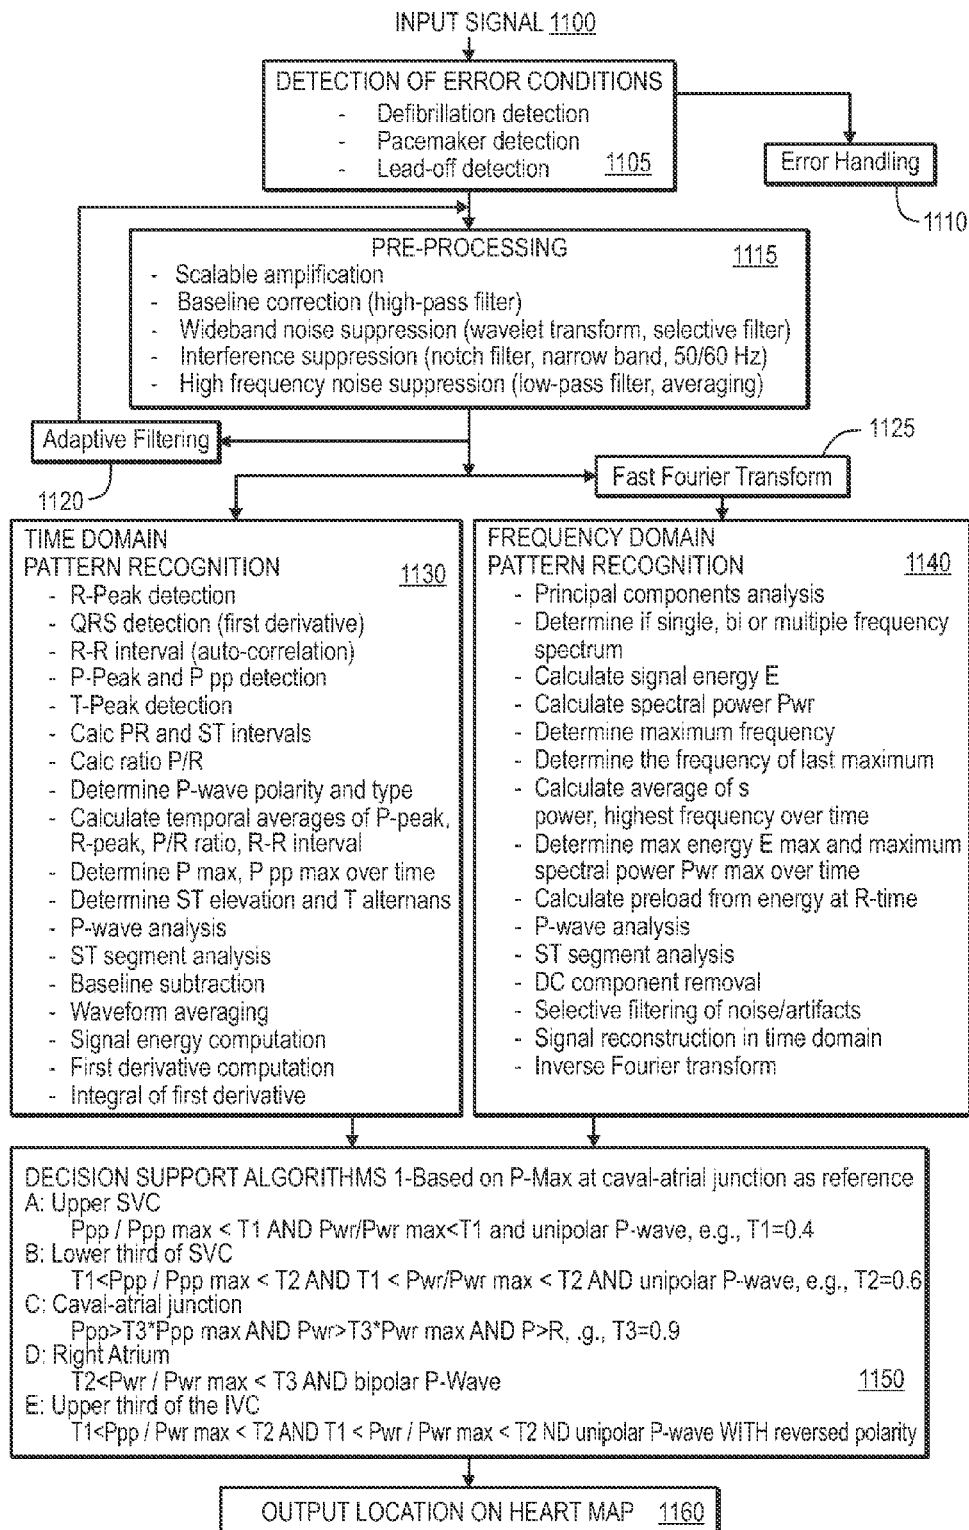 INPUT SIGNAL 1100
DETECTION OF ERROR CONDITIONS
- Defibrillation detection
- Pacemaker detection
- Lead-off detection
1105
Error Handling
1110
PRE-PROCESSING
1115
- Scalable amplification
- Baseline correction (high-pass filter)
- Wideband noise suppression (wavelet transform, selective filter)
- Interference suppression (notch filter, narrow band, 50/60 Hz)
- High frequency noise suppression (low-pass filter, averaging)
Adaptive Filtering
1120
1125
Fast Fourier Transform
TIME DOMAIN
PATTERN RECOGNITION
1130
- R-Peak detection
- QRS detection (first derivative)
- R-R interval (auto-correlation)
- P-Peak and P pp detection
- T-Peak detection
- Calc PR and ST intervals
- Calc ratio P/R
- Determine P-wave polarity and type
- Calculate temporal averages of P-peak,
R-peak, P/R ratio, R-R interval
- Determine P max, P pp max over time
- Determine ST elevation and T alternans
- P-wave analysis
- ST segment analysis
- Baseline subtraction
- Waveform averaging
- Signal energy computation
- First derivative computation
- Integral of first derivative
FREQUENCY DOMAIN
PATTERN RECOGNITION
1140
- Principal components analysis
- Determine if single, bi or multiple frequency
spectrum
- Calculate signal energy E
- Calculate spectral power Pwr
- Determine maximum frequency
- Determine the frequency of last maximum
- Calculate average of s
power, highest frequency over time
- Determine max energy E max and maximum
spectral power Pwr max over time
- Calculate preload from energy at R-time
- P-wave analysis
- ST segment analysis
- DC component removal
- Selective filtering of noise/artifacts
- Signal reconstruction in time domain
- Inverse Fourier transform
DECISION SUPPORT ALGORITHMS 1-Based on P-Max at caval-atrial junction as reference
A: Upper SVC
Ppp / Ppp max < T1 AND Pwr/Pwr max<T1 and unipolar P-wave, e.g., T1=0.4
B: Lower third of SVC
T1<Ppp / Ppp max < T2 AND T1 < Pwr/Pwr max < T2 AND unipolar P-wave, e.g., T2=0.6
C: Caval-atrial junction
Ppp>T3*Ppp max AND Pwr>T3*Pwr max AND P>R, .g., T3=0.9
D: Right Atrium
T2<Pwr / Pwr max < T3 AND bipolar P-Wave
1150
E: Upper third of the IVC
T1<Ppp / Pwr max < T2 AND T1 < Pwr / Pwr max < T2 ND unipolar P-wave WITH reversed polarity
OUTPUT LOCATION ON HEART MAP 1160